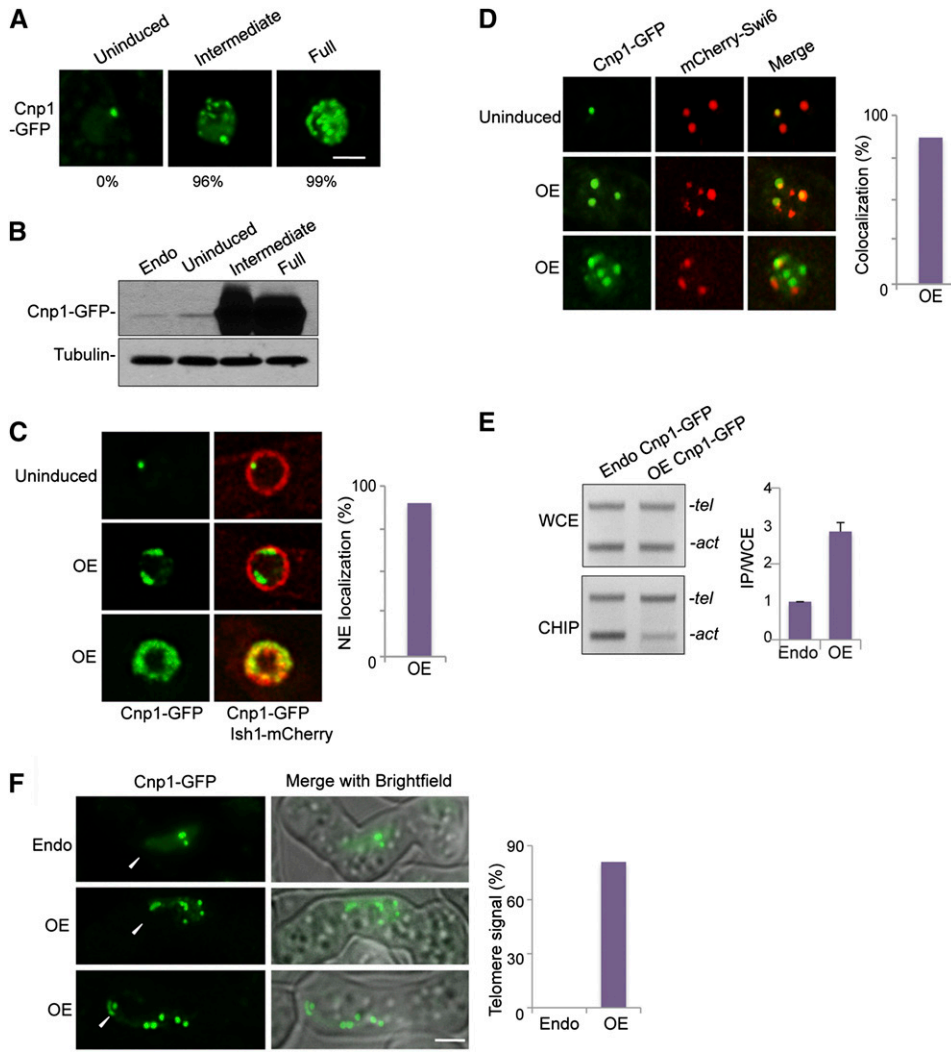 A
Uninduced
Intermediate
Full
Cnp1
-GFP
0%
96%
99%
B
Endo
Uninduced
Intermediate
Full
Cnp1-GFP-
Tubulin-
C
Uninduced
OE
OE
Cnp1-GFP
Cnp1-GFP
Ish1-mCherry
NE localization (%)
100
0
OE
D
Cnp1-GFP
mCherry-Swi6
Merge
Uninduced
OE
OE
Colocalization (%)
100
0
OE
E
Endo Cnp1-GFP
OE Cnp1-GFP
WCE
-tel
-act
CHIP
-tel
-act
IP/WCE
4
3
2
1
0
Endo
OE
F
Cnp1-GFP
Merge with Brightfield
Endo
OE
OE
Telomere signal (%)
90
60
30
0
Endo
OE